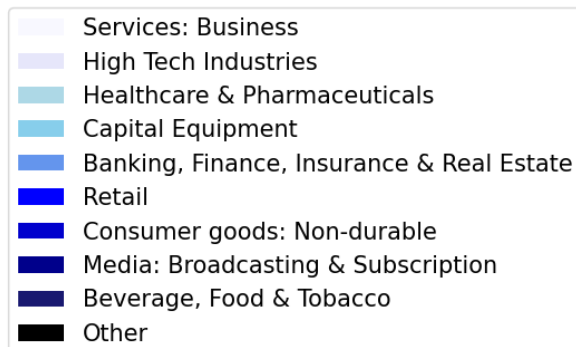 Services: Business
High Tech Industries
Healthcare & Pharmaceuticals
Capital Equipment
Banking, Finance, Insurance & Real Estate
Retail
Consumer goods: Non-durable
Media: Broadcasting & Subscription
Beverage, Food & Tobacco
Other